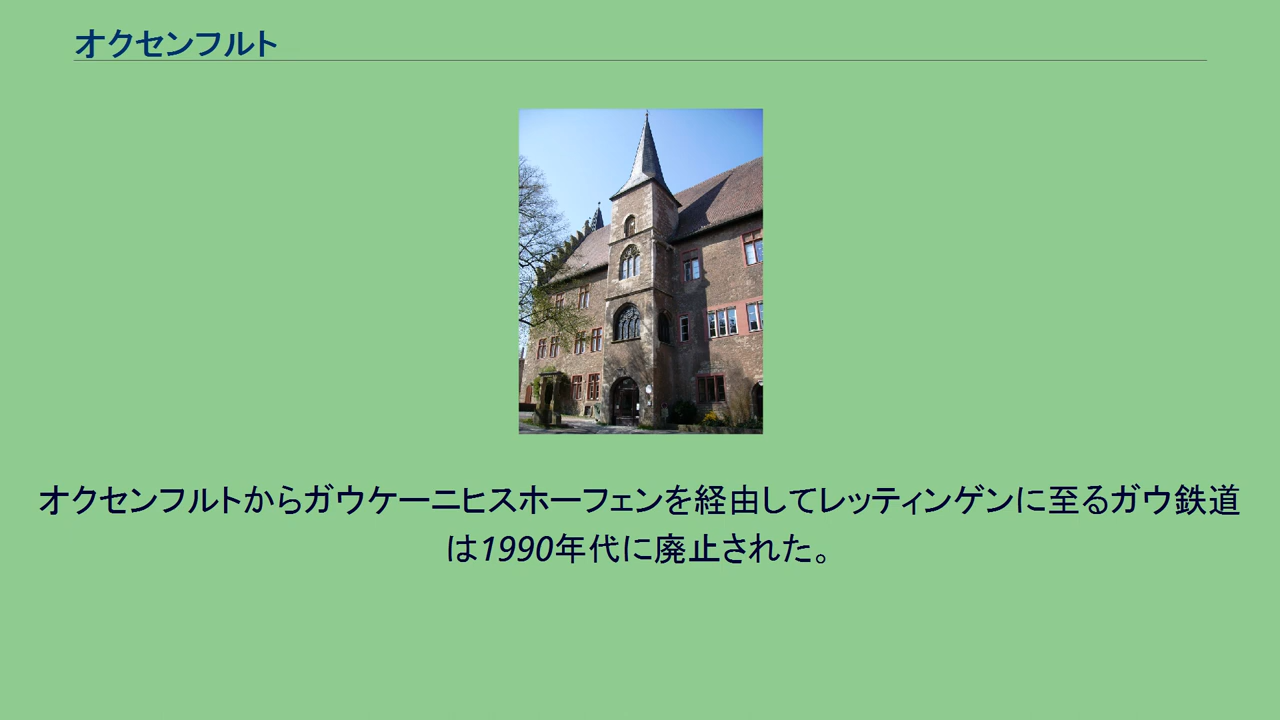 オクセンフルト
オクセンフルトからガウケーニヒスホーフェンを経由してレッティンゲンに至るガウ鉄道
は1990年代に廃止された。